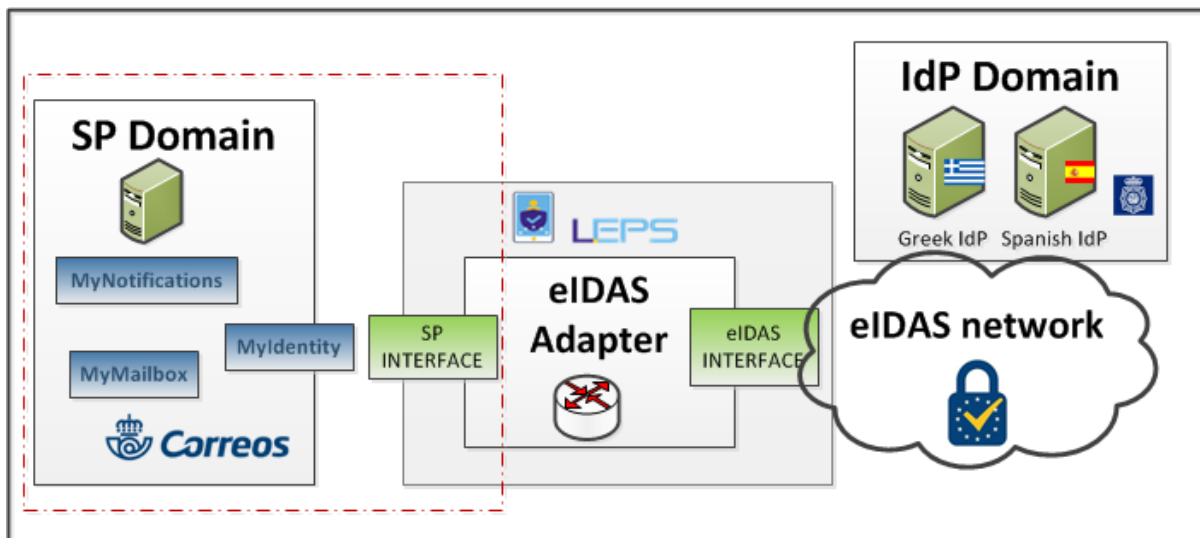 IdP Domain
Greek IdP
Spanish IdP
SP Domain
MyNotifications
MyIdentity
MyMailbox
Correos
LEPS
eIDAS
Adapter
SP
INTERFACE
eIDAS
INTERFACE
eIDAS network